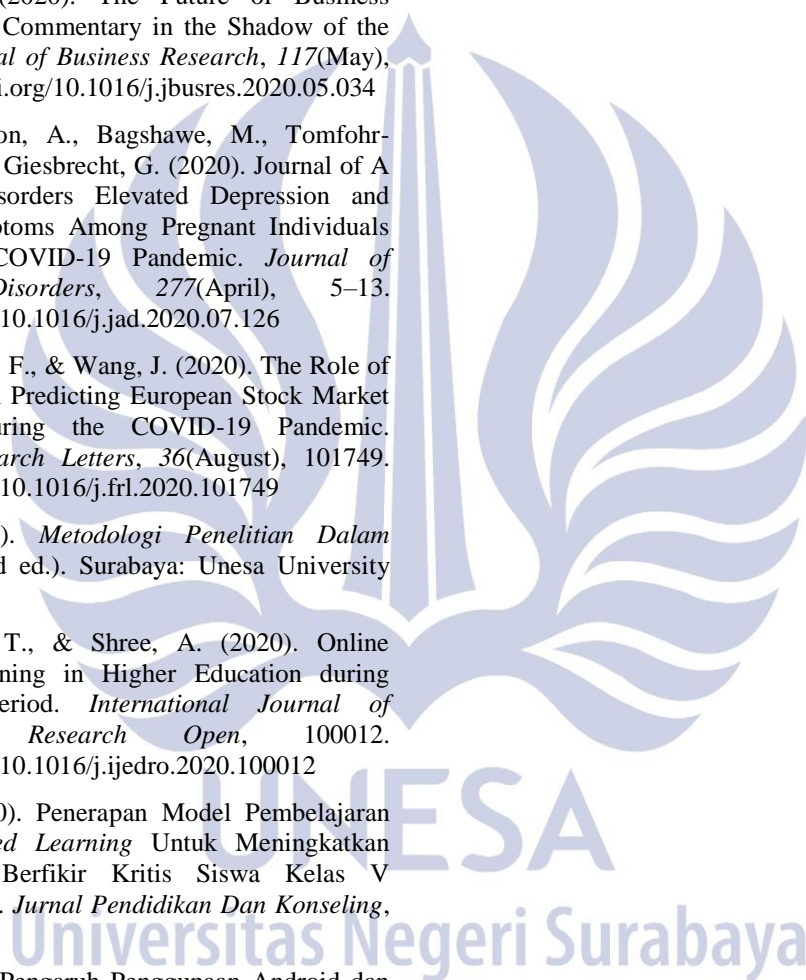 (2020). The Future of Business
Commentary in the Shadow of the
al of Business Research, 117(May),
i.org/10.1016/j.jbusres.2020.05.034
on, A., Bagshawe, M., Tomfohr-
Giesbrecht, G. (2020). Journal of A
sorders Elevated Depression and
ptoms Among Pregnant Individuals
COVID-19 Pandemic. Journal of
Disorders, 277(April), 5–13.
10.1016/j.jad.2020.07.126
F., & Wang, J. (2020). The Role of
Predicting European Stock Market
uring the COVID-19 Pandemic.
arch Letters, 36(August), 101749.
10.1016/j.frl.2020.101749
). Metodologi Penelitian Dalam
d ed.). Surabaya: Unesa University
T., & Shree, A. (2020). Online
ning in Higher Education during
eriod. International Journal of
Research Open, 100012.
10.1016/j.ijedro.2020.100012
0). Penerapan Model Pembelajaran
ed Learning Untuk Meningkatkan
Berfikir Kritis Siswa Kelas V
. Jurnal Pendidikan Dan Konseling,
Pengaruh Penggunaan Android dan
UNESA
Universitas Negeri Surabaya